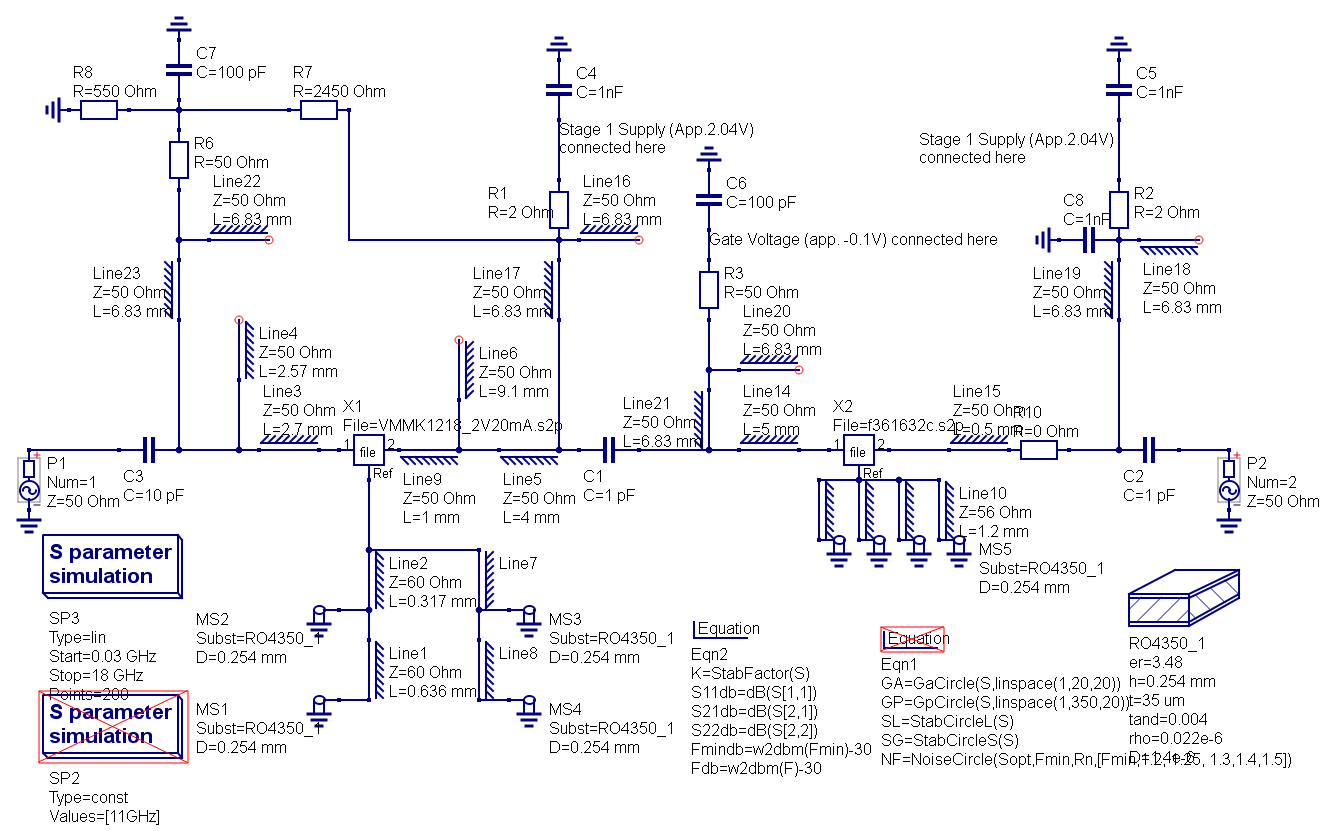 C7
C=100 pF
R8
R=550 Ohm
R7
R=2450 Ohm
C4
C=1nF
C5
C=1nF
Stage 1 Supply (App.2.04V)
connected here
Stage 1 Supply (App.2.04V)
connected here
R6
R=50 Ohm
Line22
Z=50 Ohm
L=6.83 mm
R1
R=2 Ohm
Line16
Z=50 Ohm
L=6.83 mm
C6
C=100 pF
Gate Voltage (app. -0.1V) connected here
C8
C=1nF
R2
R=2 Ohm
Line23
Z=50 Ohm
L=6.83 mm
Line17
Z=50 Ohm
L=6.83 mm
R3
R=50 Ohm
Line20
Z=50 Ohm
L=6.83 mm
Line19
Z=50 Ohm
L=6.83 mm
Line18
Z=50 Ohm
L=6.83 mm
Line4
Z=50 Ohm
L=2.57 mm
Line3
Z=50 Ohm
L=2.7 mm
Line6
Z=50 Ohm
L=9.1 mm
X1
File=VMMK1218_2V20mA.s2p
1
file
2
Ref
Line21
Z=50 Ohm
L=6.83 mm
Line14
Z=50 Ohm
L=5 mm
X2
File=f361632c.s2p
1
file
2
Ref
Line15
Z=50 Ohm
L=0.5 mm
R10
R=0 Ohm
P1
Num=1
Z=50 Ohm
C3
C=10 pF
Line9
Z=50 Ohm
L=1 mm
Line5
Z=50 Ohm
L=4 mm
C1
C=1 pF
Line10
Z=56 Ohm
L=1.2 mm
C2
C=1 pF
P2
Num=2
Z=50 Ohm
MS5
Subst=RO4350_1
D=0.254 mm
S parameter
simulation
SP3
Type=lin
Start=0.03 GHz
Stop=18 GHz
Points=200
S parameter
simulation
SP2
Type=const
Values=[11GHz]
Line2
Z=60 Ohm
L=0.317 mm
Line7
MS2
Subst=RO4350_1
D=0.254 mm
MS3
Subst=RO4350_1
D=0.254 mm
Line1
Z=60 Ohm
L=0.636 mm
Line8
MS1
Subst=RO4350_1
D=0.254 mm
MS4
Subst=RO4350_1
D=0.254 mm
Equation
Eqn2
K=StabFactor(S)
S11db=dB(S[1,1])
S21db=dB(S[2,1])
S22db=dB(S[2,2])
Fmindb=w2dbm(Fmin)-30
Fdb=w2dbm(F)-30
Equation
Eqn1
GA=GaCircle(S,linspace(1,20,20))
GP=GpCircle(S,linspace(1,350,20))
SL=StabCircleL(S)
SG=StabCircleS(S)
NF=NoiseCircle(Sopt,Fmin,Rn,[Fmin,1.2, 1.25, 1.3,1.4,1.5])
RO4350_1
er=3.48
h=0.254 mm
t=35 um
tand=0.004
rho=0.022e-6
D=1.4e-6